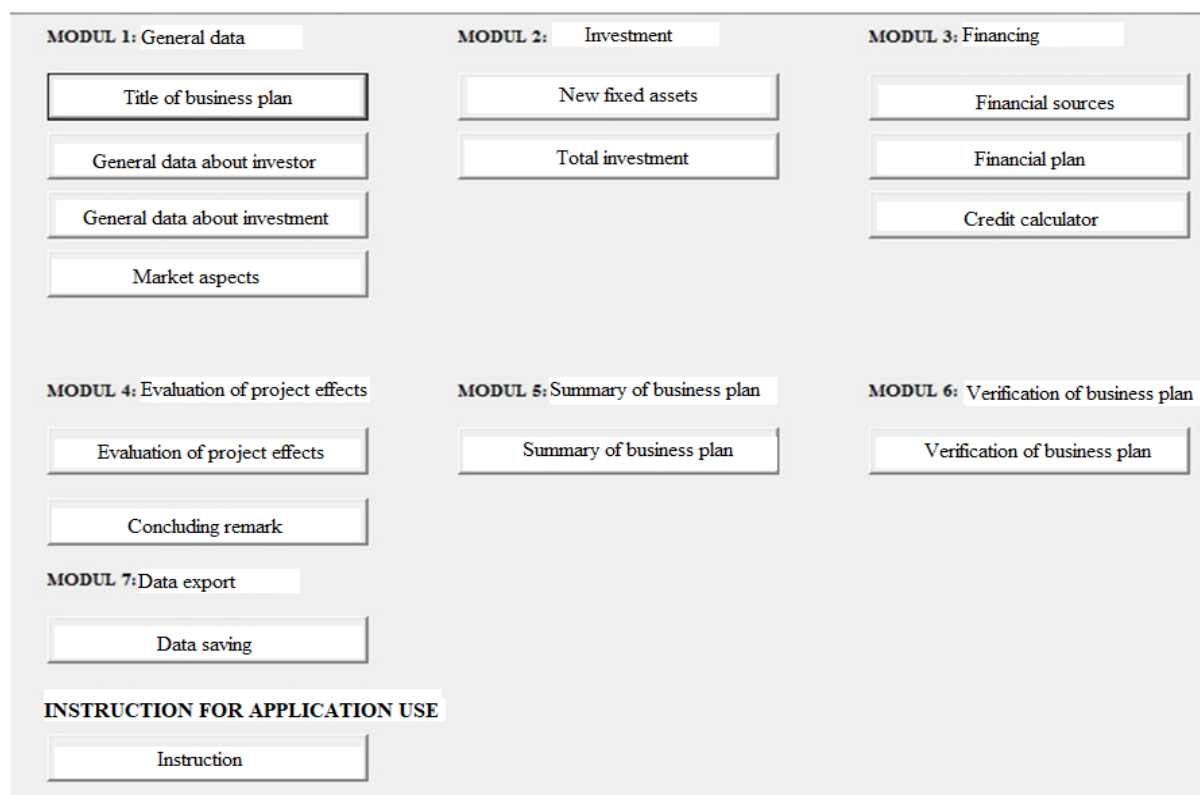 MODUL 1: General data
Title of business plan
General data about investor
General data about investment
Market aspects
MODUL 2: Investment
New fixed assets
Total investment
MODUL 3: Financing
Financial sources
Financial plan
Credit calculator
MODUL 4: Evaluation of project effects
Evaluation of project effects
Concluding remark
MODUL 5: Summary of business plan
Summary of business plan
MODUL 6: Verification of business plan
Verification of business plan
MODUL 7: Data export
Data saving
INSTRUCTION FOR APPLICATION USE
Instruction